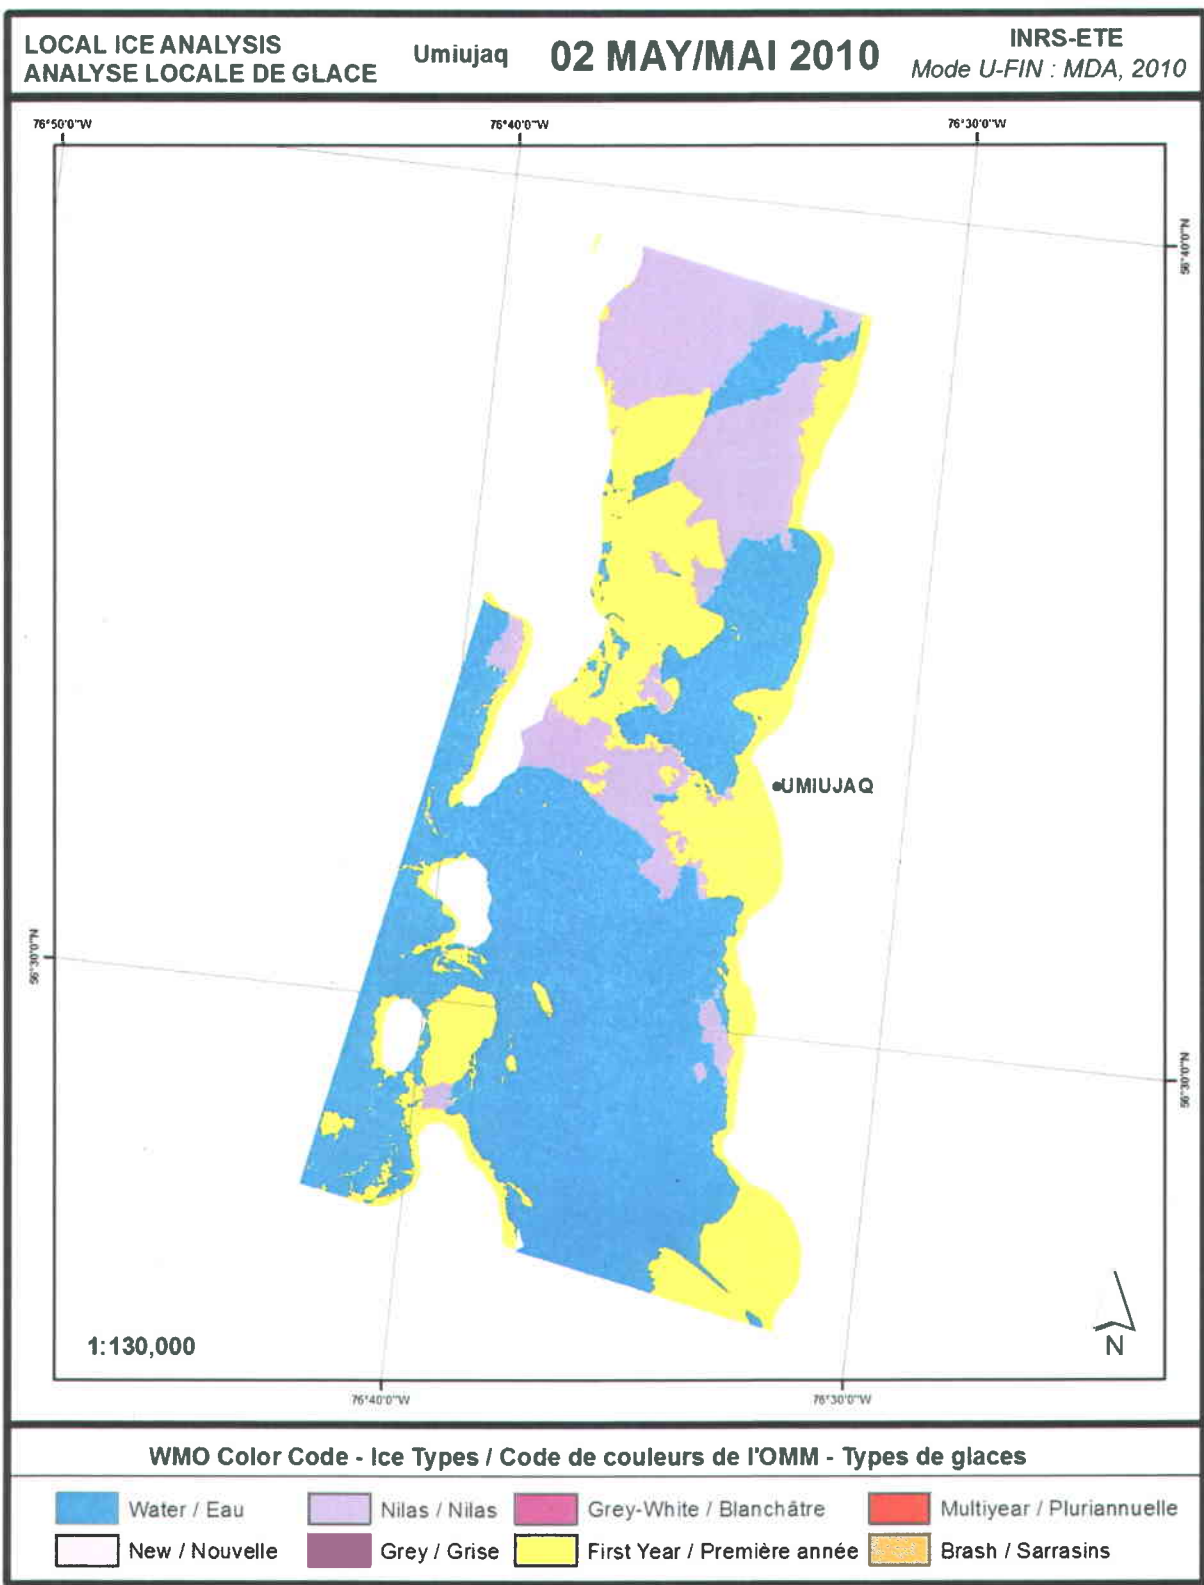 LOCAL ICE ANALYSIS
ANALYSE LOCALE DE GLACE
Umiujaq
02 MAY/MAI 2010
INRS-ETE
Mode U-FIN : MDA, 2010
76°50'0"W
76°40'0"W
76°30'0"W
56°40'0"N
UMIUJAQ
56°30'0"N
56°30'0"N
1:130,000
N
76°40'0"W
76°30'0"W
WMO Color Code - Ice Types / Code de couleurs de l'OMM - Types de glaces
Water / Eau
Nilas / Nilas
Grey-White / Blanchâtre
Multiyear / Pluriannuelle
New / Nouvelle
Grey / Grise
First Year / Première année
Brash / Sarrasins